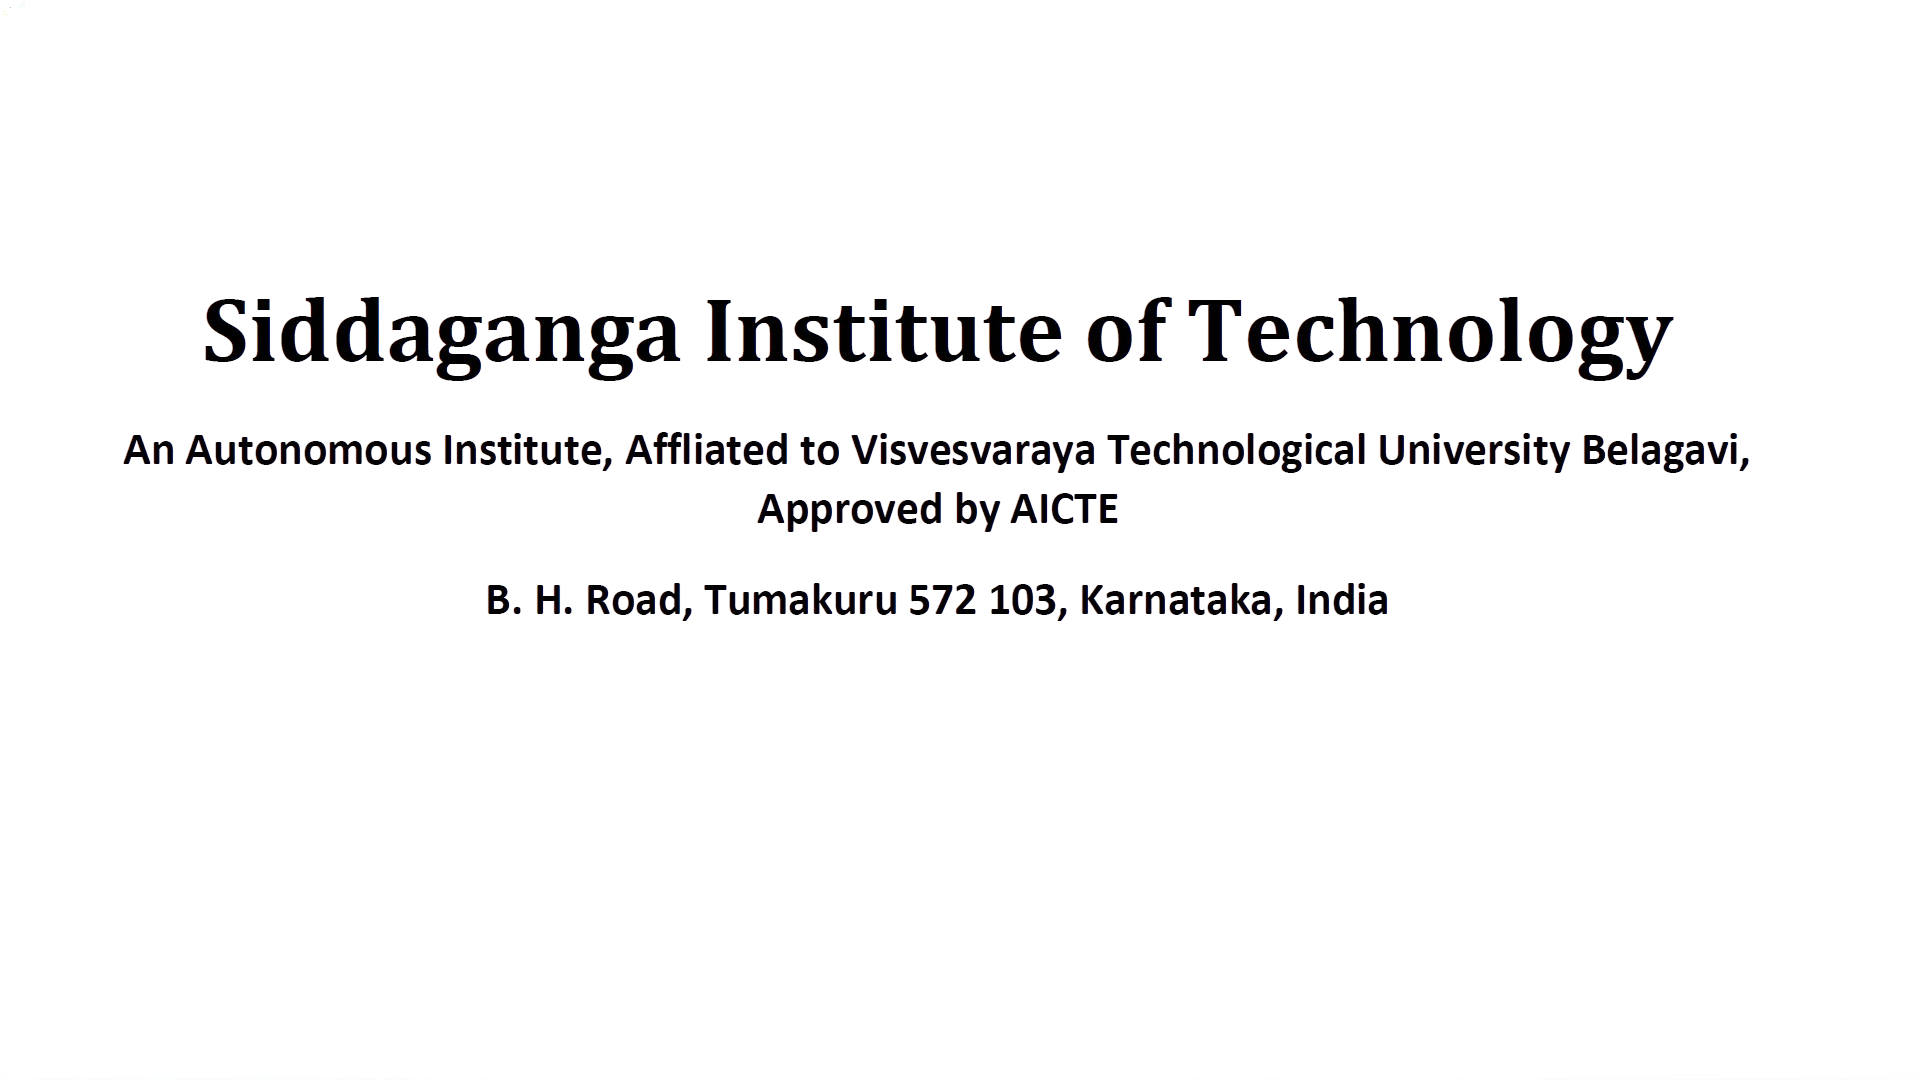 Siddaganga Institute of Technology
An Autonomous Institute, Affliated to Visvesvaraya Technological University Belagavi,
Approved by AICTE
B. H. Road, Tumakuru 572 103, Karnataka, India